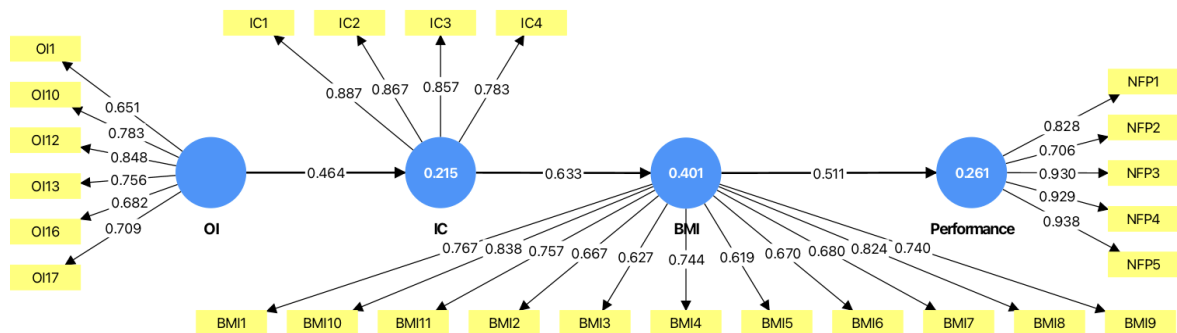 IC1 IC2 IC3 IC4
OI1
OI10
OI12
OI13
OI16
OI17
0.651
0.783
0.848
0.756
0.682
0.709
0.887 0.867 0.857 0.783
0.464
0.215
0.633
0.401
0.511
0.261
OI
IC
BMI
Performance
0.828
0.706
0.930
0.929
0.938
NFP1
NFP2
NFP3
NFP4
NFP5
0.767 0.838 0.757 0.667 0.627 0.744 0.619 0.670 0.680 0.824 0.740
BMI1 BMI10 BMI11 BMI2 BMI3 BMI4 BMI5 BMI6 BMI7 BMI8 BMI9